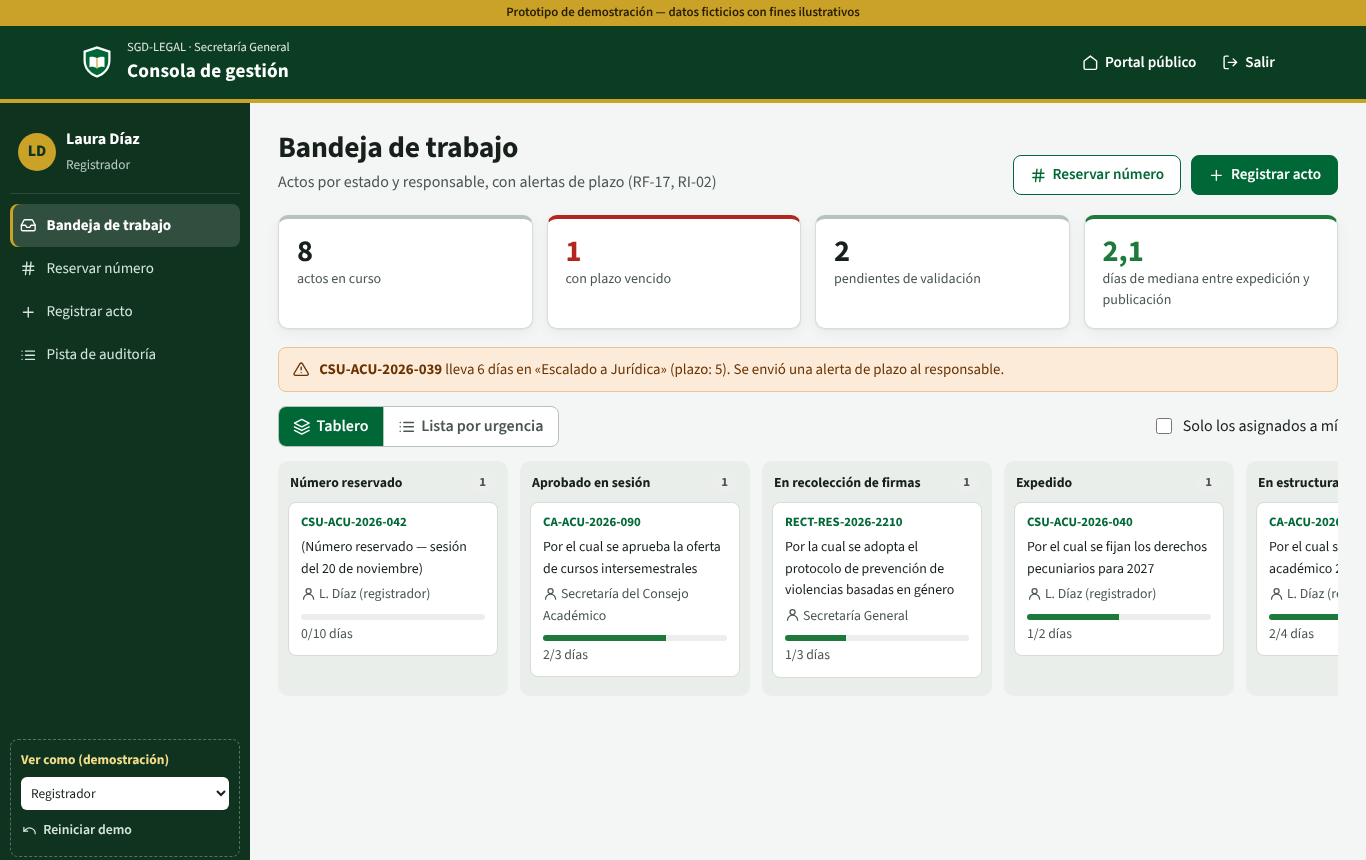 Prototipo de demostración — datos ficticios con fines ilustrativos
SGD-LEGAL · Secretaría General
Consola de gestión
Portal público
Salir
LD
Laura Díaz
Registrador
Bandeja de trabajo
Reservar número
Registrar acto
Pista de auditoría
Ver como (demostración)
Registrador
Reiniciar demo
Bandeja de trabajo
Actos por estado y responsable, con alertas de plazo (RF-17, RI-02)
Reservar número
Registrar acto
8
actos en curso
1
con plazo vencido
2
pendientes de validación
2,1
días de mediana entre expedición y
publicación
CSU-ACU-2026-039 lleva 6 días en «Escalado a Jurídica» (plazo: 5). Se envió una alerta de plazo al responsable.
Tablero
Lista por urgencia
Solo los asignados a mí
Número reservado 1
CSU-ACU-2026-042
(Número reservado — sesión
del 20 de noviembre)
L. Díaz (registrador)
0/10 días
Aprobado en sesión 1
CA-ACU-2026-090
Por el cual se aprueba la oferta
de cursos intersemestrales
Secretaría del Consejo
Académico
2/3 días
En recolección de firmas 1
RECT-RES-2026-2210
Por la cual se adopta el
protocolo de prevención de
violencias basadas en género
Secretaría General
1/3 días
Expedido 1
CSU-ACU-2026-040
Por el cual se fijan los derechos
pecuniarios para 2027
L. Díaz (registrador)
1/2 días
En estructura
CA-ACU-202
Por el cual s
académico
L. Díaz (r
2/4 días